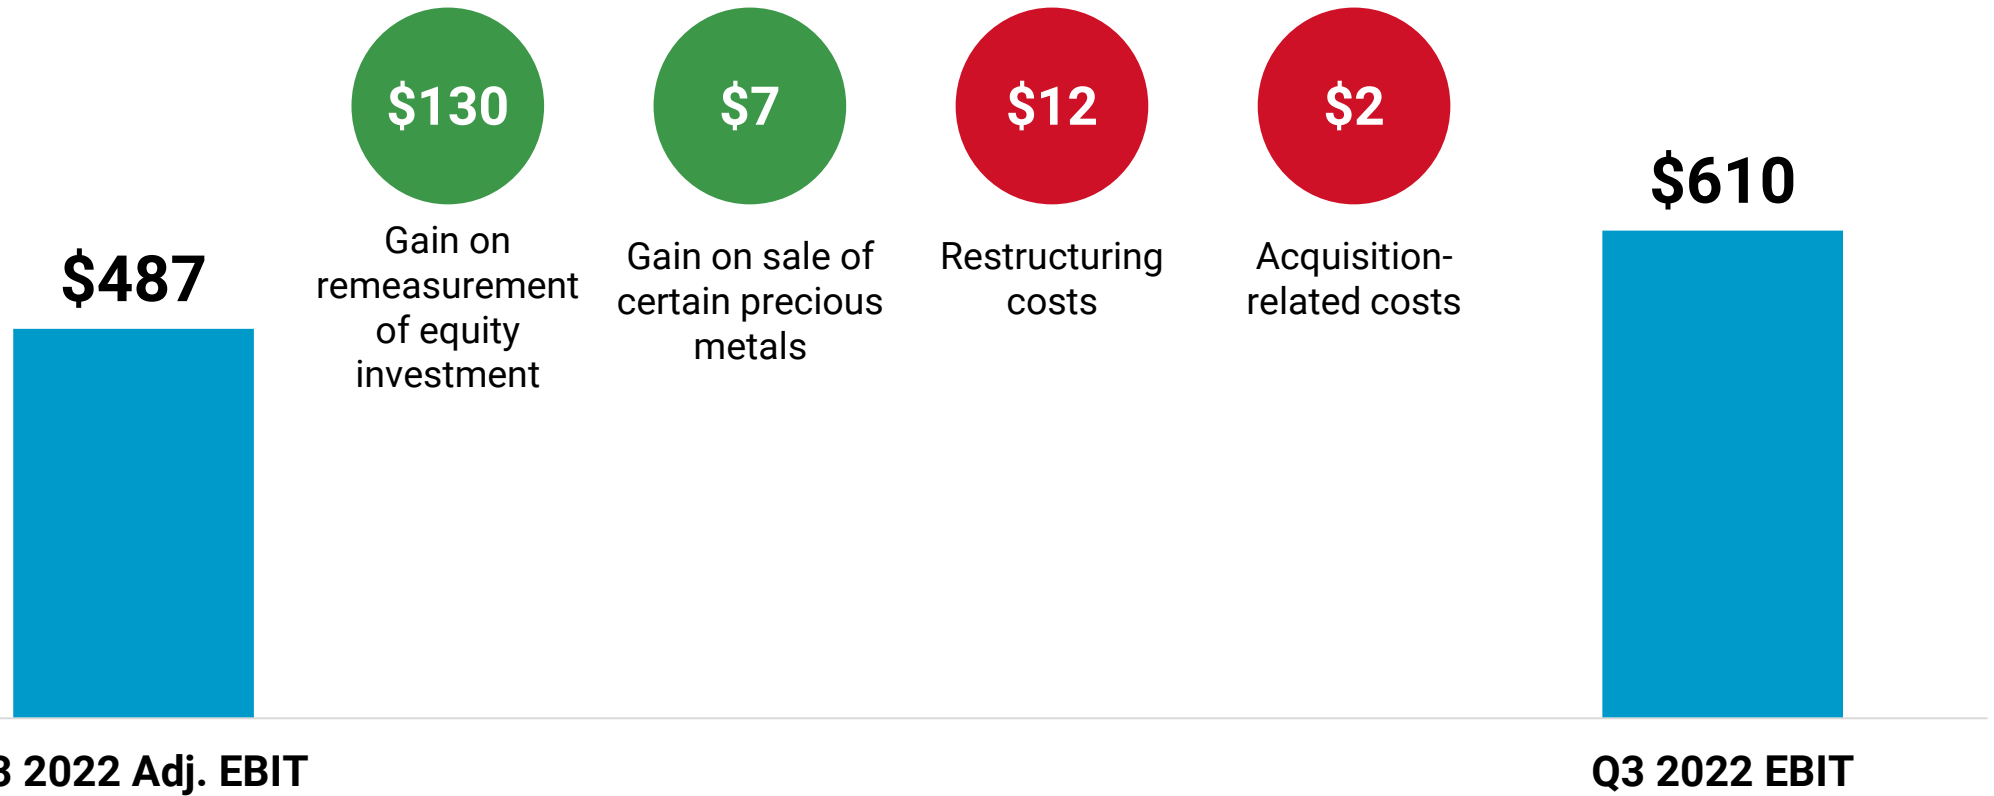 $130
$7
$12
$2
$610
$487
Gain on
remeasurement
of equity
investment
Gain on sale of
certain precious
metals
Restructuring
costs
Acquisition-
related costs
3 2022 Adj. EBIT
Q3 2022 EBIT